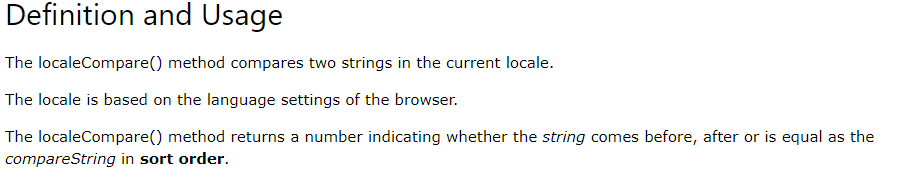 Definition and Usage
The localeCompare() method compares two strings in the current locale.
The locale is based on the language settings of the browser.
The localeCompare() method returns a number indicating whether the string comes before, after or is equal as the
compareString in sort order.